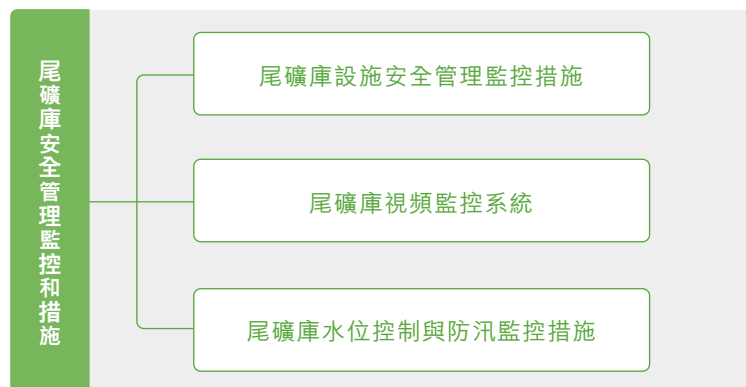 尾礦庫安全管理監控和措施
尾礦庫設施安全管理監控措施
尾礦庫視頻監控系統
尾礦庫水位控制與防汛監控措施